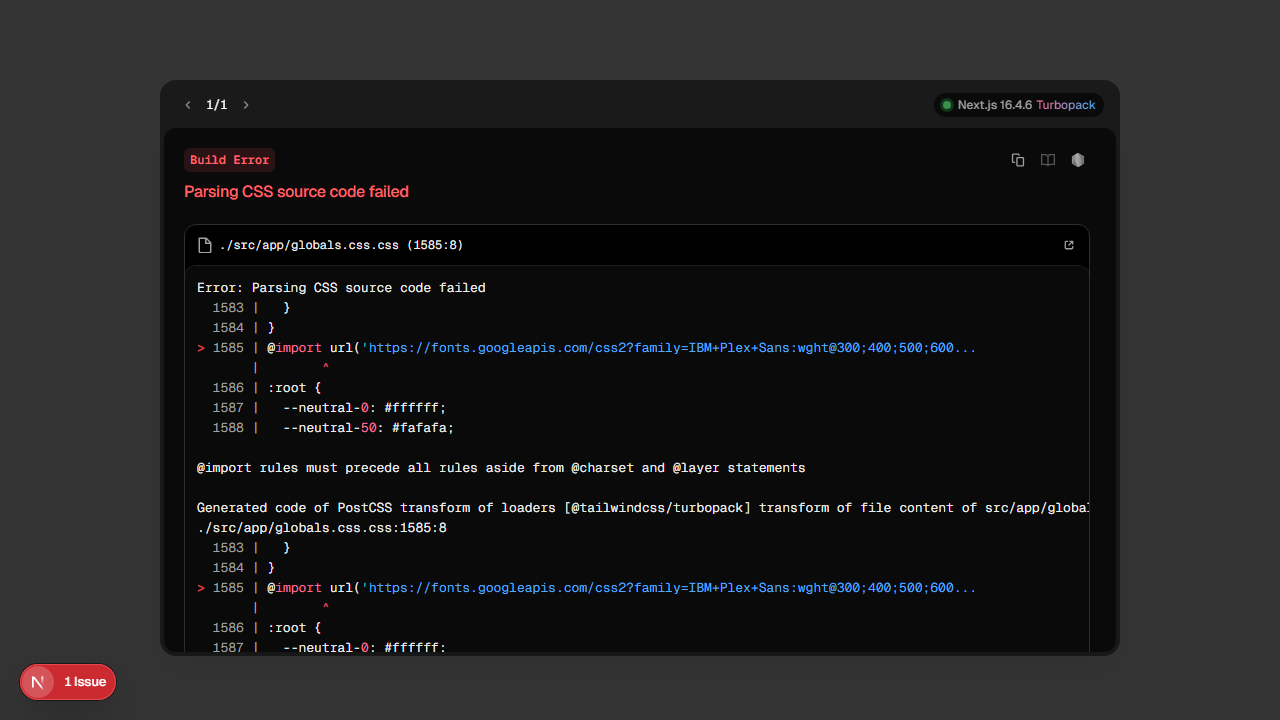 1/1
Next.js 16.4.6 Turbopack
Build Error
Parsing CSS source code failed
./src/app/globals.css.css (1585:8)
Error: Parsing CSS source code failed
1583 |   }
1584 | }
> 1585 | @import url('https://fonts.googleapis.com/css2?family=IBM+Plex+Sans:wght@300;400;500;600...
|        ^
1586 | :root {
1587 |   --neutral-0: #ffffff;
1588 |   --neutral-50: #fafafa;
@import rules must precede all rules aside from @charset and @layer statements
Generated code of PostCSS transform of loaders [@tailwindcss/turbopack] transform of file content of src/app/global
./src/app/globals.css.css:1585:8
1583 |   }
1584 | }
> 1585 | @import url('https://fonts.googleapis.com/css2?family=IBM+Plex+Sans:wght@300;400;500;600...
|        ^
1586 | :root {
1587 |   --neutral-0: #ffffff;
N 1 Issue